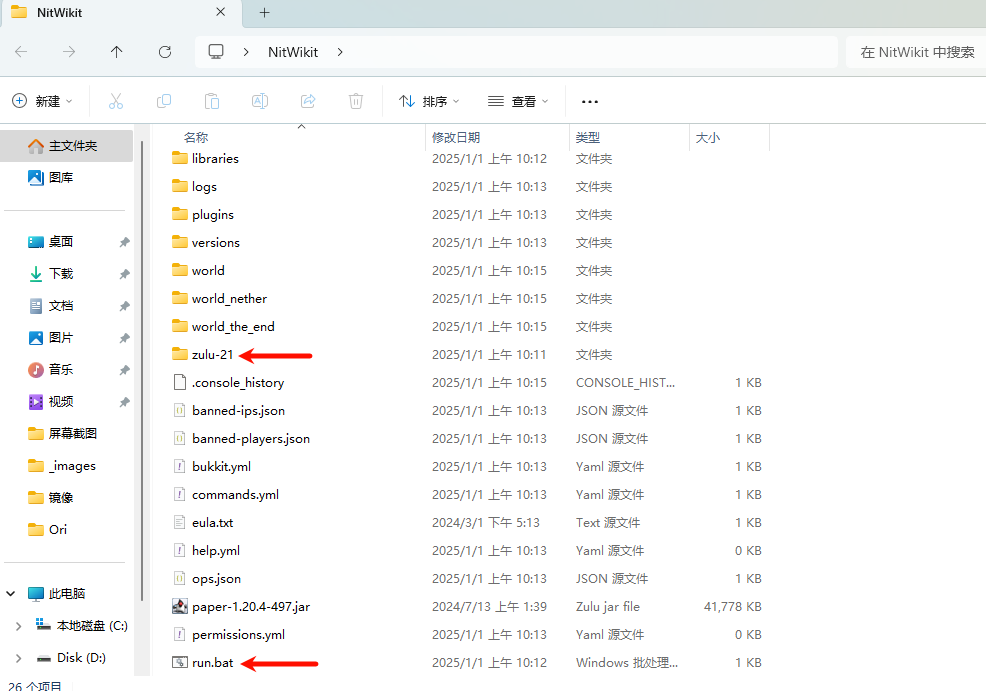 NitWikit
NitWikit
在 NitWikit 中搜索
新建
排序
查看
名称 修改日期 类型 大小
主文件夹
图库
桌面
下载
文档
图片
音乐
视频
屏幕截图
_images
镜像
Ori
此电脑
本地磁盘 (C:)
Disk (D:)
libraries 2025/1/1 上午 10:12 文件夹
logs 2025/1/1 上午 10:13 文件夹
plugins 2025/1/1 上午 10:13 文件夹
versions 2025/1/1 上午 10:13 文件夹
world 2025/1/1 上午 10:15 文件夹
world_nether 2025/1/1 上午 10:15 文件夹
world_the_end 2025/1/1 上午 10:15 文件夹
zulu-21 2025/1/1 上午 10:11 文件夹
.console_history 2025/1/1 上午 10:15 CONSOLE_HIST... 1 KB
banned-ips.json 2025/1/1 上午 10:13 JSON 源文件 1 KB
banned-players.json 2025/1/1 上午 10:13 JSON 源文件 1 KB
bukkit.yml 2025/1/1 上午 10:13 Yaml 源文件 1 KB
commands.yml 2025/1/1 上午 10:13 Yaml 源文件 1 KB
eula.txt 2024/3/1 下午 5:13 Text 源文件 1 KB
help.yml 2025/1/1 上午 10:13 Yaml 源文件 0 KB
ops.json 2025/1/1 上午 10:13 JSON 源文件 1 KB
paper-1.20.4-497.jar 2024/7/13 上午 1:39 Zulu jar file 41,778 KB
permissions.yml 2025/1/1 上午 10:13 Yaml 源文件 0 KB
run.bat 2025/1/1 上午 10:12 Windows 批处理... 1 KB
26 个项目